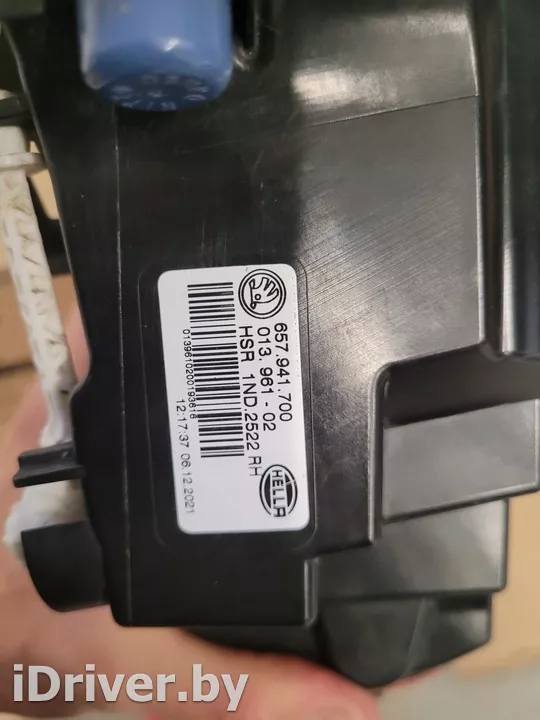 657.941.700
013. 961 - 02
HSR 1ND.2522 RH
HELLA
0139610200193616
12:17:37 06.12.2021
iDriver.by